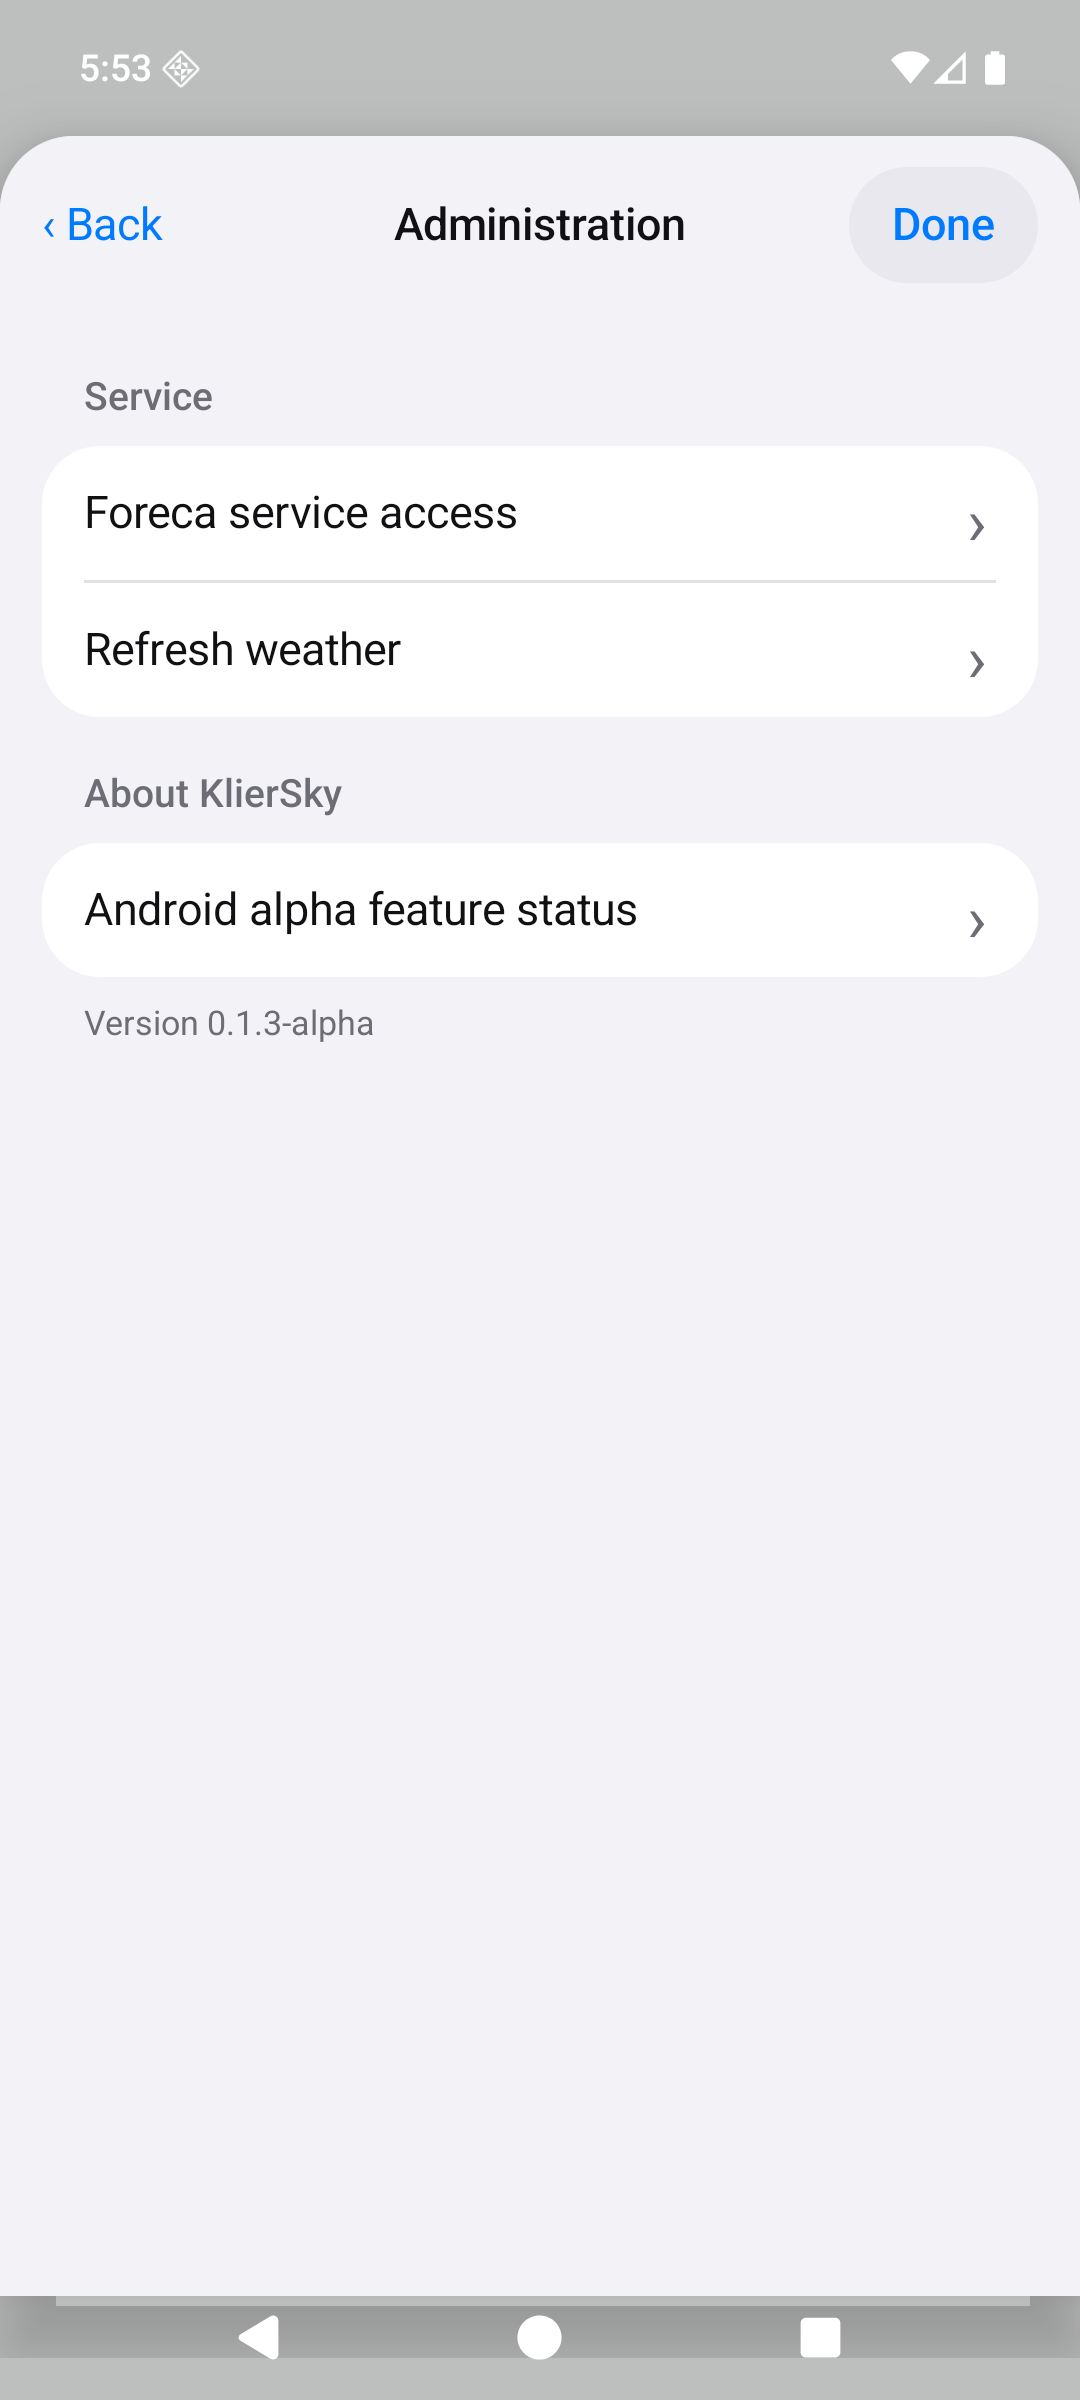 5:53
‹ Back
Administration
Done
Service
Foreca service access
Refresh weather
About KlierSky
Android alpha feature status
Version 0.1.3-alpha